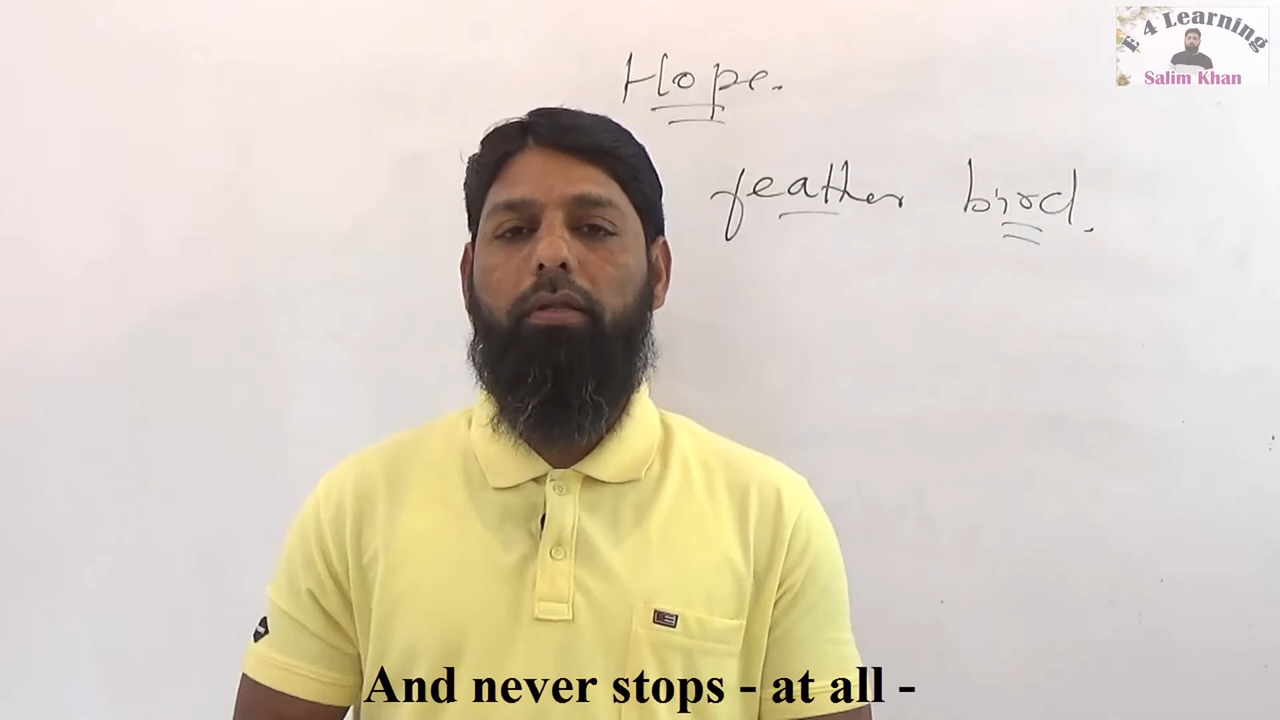 E 4 Learning
Salim Khan
Hope.
feather bird.
And never stops - at all -